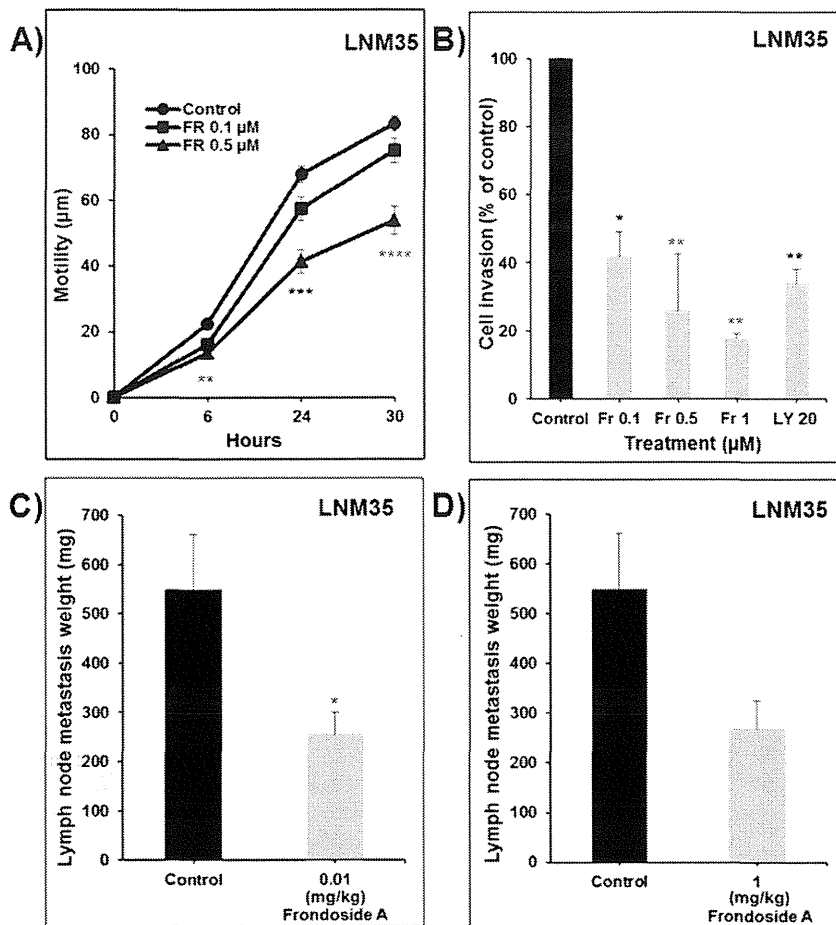 A)
LNM35
100
80
60
40
20
0
Motility (µm)
Control
FR 0.1 µM
FR 0.5 µM
**
***
****
0 6 24 30
Hours
B)
LNM35
100
80
60
40
20
0
Cell invasion (% of control)
*
**
**
**
Control Fr 0.1 Fr 0.5 Fr 1 LY 20
Treatment (µM)
C)
LNM35
700
600
500
400
300
200
100
0
Lymph node metastasis weight (mg)
*
Control
0.01
(mg/kg)
Frondoside A
D)
LNM35
700
600
500
400
300
200
100
0
Lymph node metastasis weight (mg)
Control
1
(mg/kg)
Frondoside A